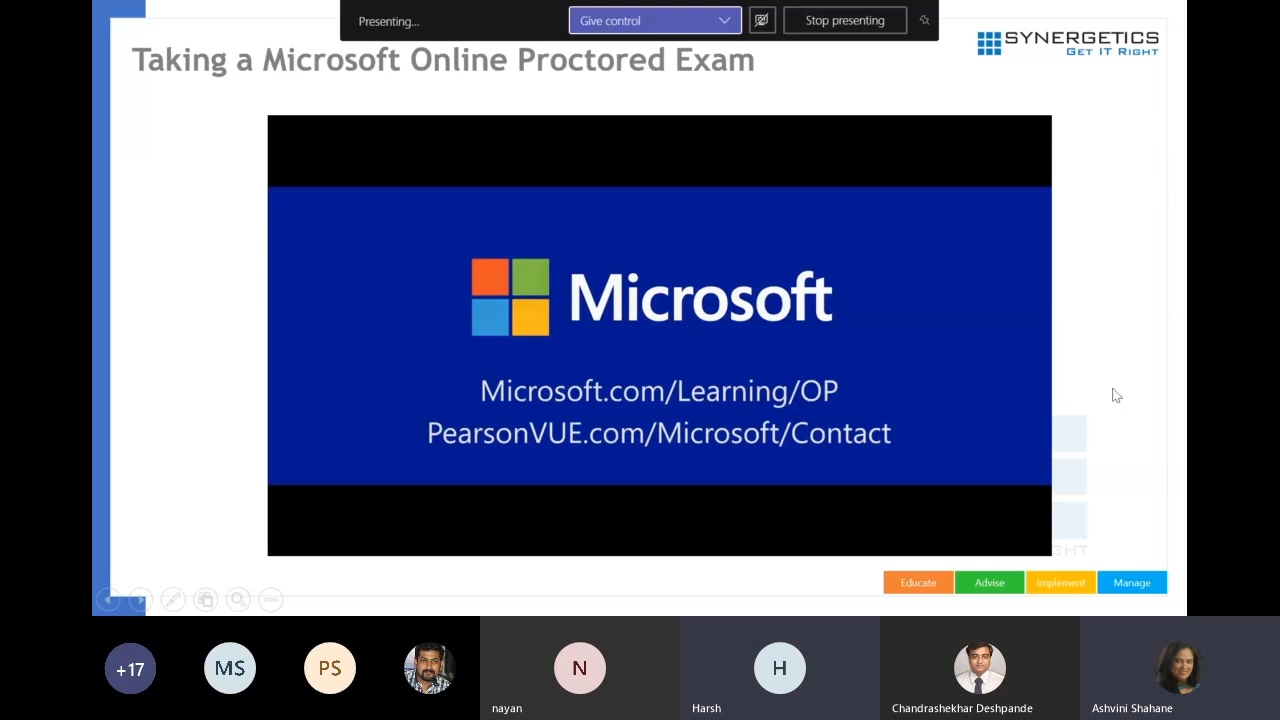 Presenting...
Give control
Stop presenting
Taking a Microsoft Online Proctored Exam
SYNERGETICS
GET IT RIGHT
Microsoft
Microsoft.com/Learning/OP
PearsonVUE.com/Microsoft/Contact
GHT
Educate
Advise
Implement
Manage
+17
MS
PS
N
H
nayan
Harsh
Chandrashekhar Deshpande
Ashvini Shahane